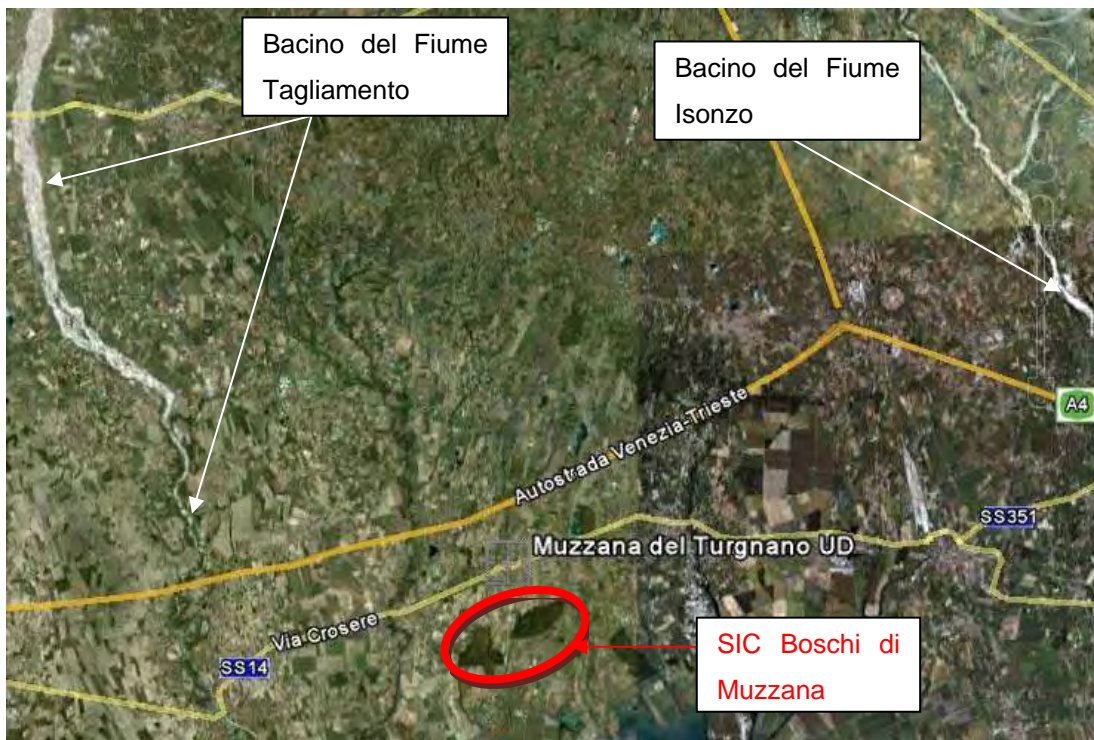 Bacino del Fiume
Tagliamento
Bacino del Fiume
Isonzo
A4
Autostrada Venezia-Trieste
SS351
Muzzana del Turgnano UD
Via Crosere
SS14
SIC Boschi di
Muzzana